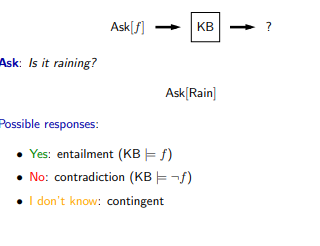 Ask[f] → KB → ?
Ask: Is it raining?
Ask[Rain]
Possible responses:
• Yes: entailment (KB ⊨ f)
• No: contradiction (KB ⊨ ¬f)
• I don't know: contingent